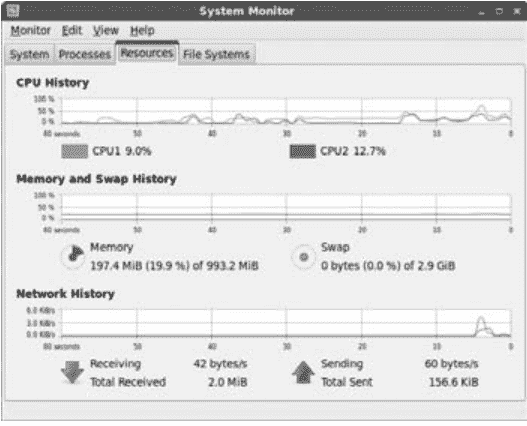 System Monitor
Monitor Edit View Help
System Processes Resources File Systems
CPU History
100 %
50 %
0 %
60 seconds 50 40 30 20 10 0
CPU1 9.0% CPU2 12.7%
Memory and Swap History
100 %
50 %
0 %
60 seconds 50 40 30 20 10 0
Memory Swap
197.4 MiB (19.9 %) of 993.2 MiB 0 bytes (0.0 %) of 2.9 GiB
Network History
6.0 KiB/s
3.0 KiB/s
0.0 KiB/s
60 seconds 50 40 30 20 10 0
Receiving 42 bytes/s Sending 60 bytes/s
Total Received 2.0 MiB Total Sent 156.6 KiB